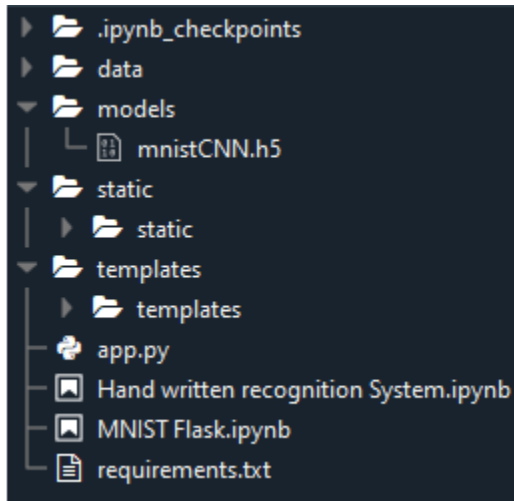 .ipynb_checkpoints
data
models
mnistCNN.h5
static
static
templates
templates
app.py
Hand written recognition System.ipynb
MNIST Flask.ipynb
requirements.txt